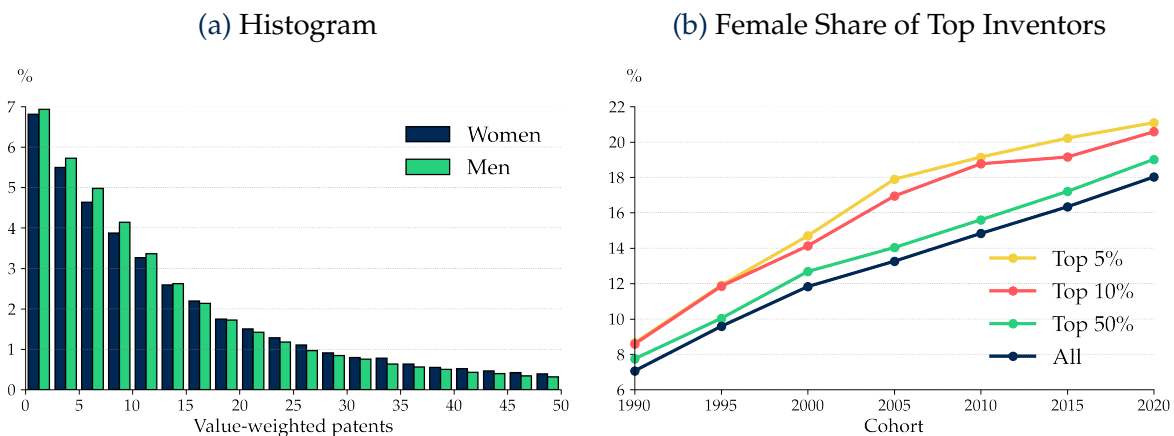 (a) Histogram
%
7
6
5
4
3
2
1
0
Women
Men
0 5 10 15 20 25 30 35 40 45 50
Value-weighted patents
(b) Female Share of Top Inventors
%
22
20
18
16
14
12
10
8
6
Top 5%
Top 10%
Top 50%
All
1990 1995 2000 2005 2010 2015 2020
Cohort